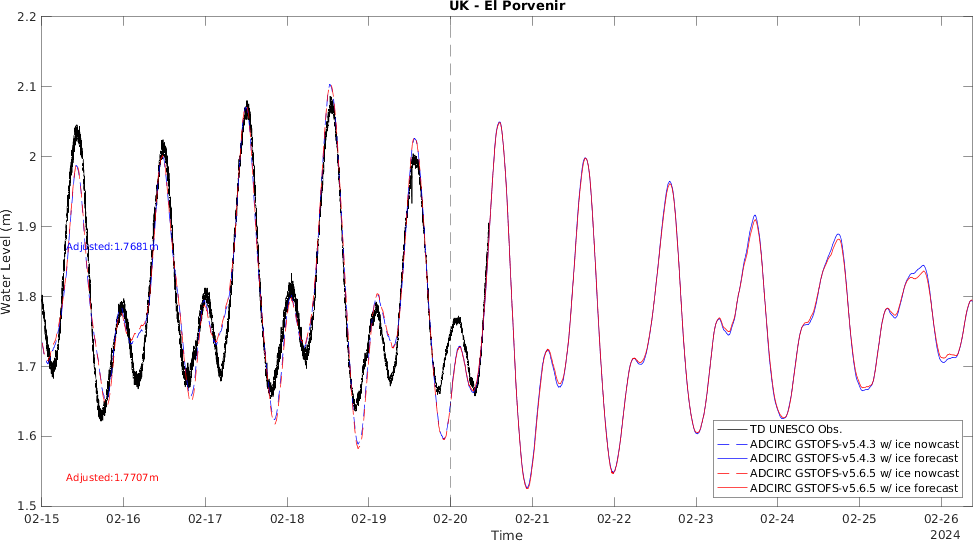 UK - El Porvenir
2.2
2.1
2
1.9
1.8
1.7
1.6
1.5
Water Level (m)
Adjusted:1.7681m
Adjusted:1.7707m
TD UNESCO Obs.
ADCIRC GSTOFS-v5.4.3 w/ ice nowcast
ADCIRC GSTOFS-v5.4.3 w/ ice forecast
ADCIRC GSTOFS-v5.6.5 w/ ice nowcast
ADCIRC GSTOFS-v5.6.5 w/ ice forecast
02-15 02-16 02-17 02-18 02-19 02-20 02-21 02-22 02-23 02-24 02-25 02-26
Time
2024